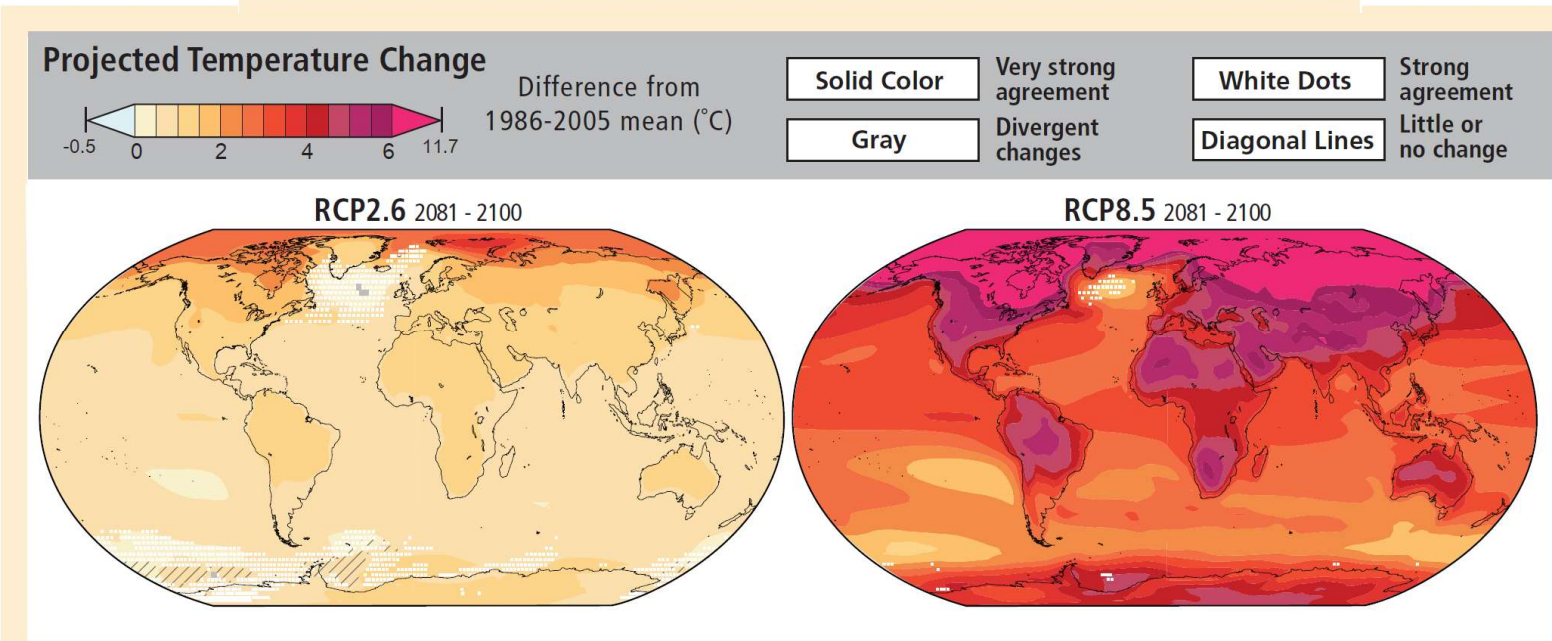 Projected Temperature Change
-0.5 0 2 4 6 11.7
Difference from
1986-2005 mean (°C)
Solid Color
Very strong
agreement
White Dots
Strong
agreement
Gray
Divergent
changes
Diagonal Lines
Little or
no change
RCP2.6 2081 - 2100
RCP8.5 2081 - 2100